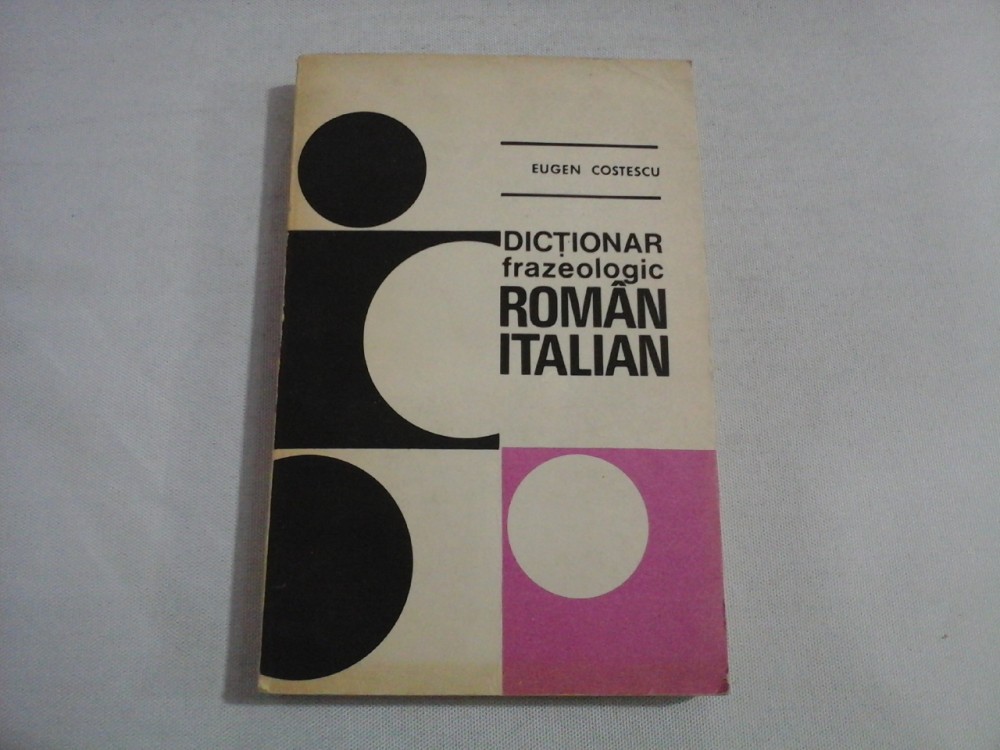 EUGEN COSTESCU
DICȚIONAR
frazeologic
ROMÂN
ITALIAN